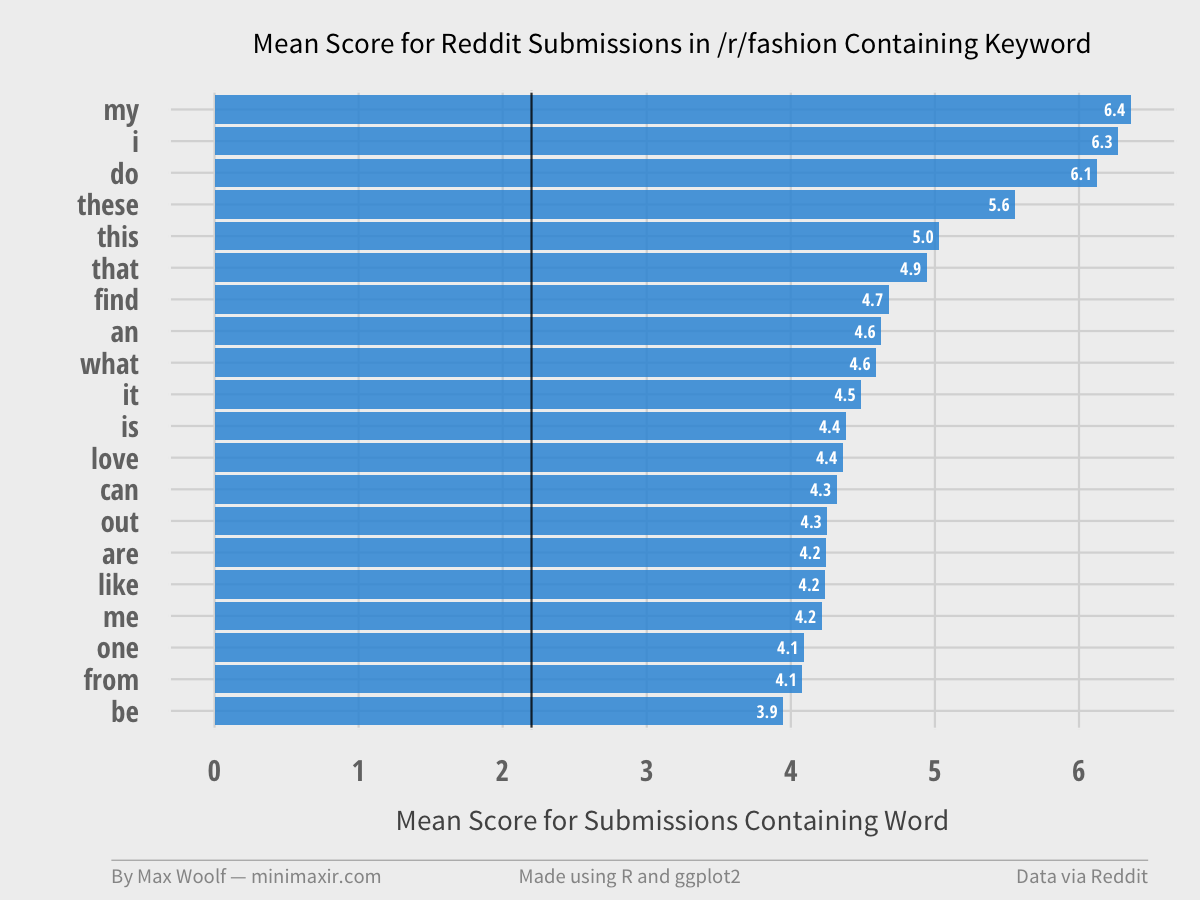 Mean Score for Reddit Submissions in /r/fashion Containing Keyword
my 6.4
i 6.3
do 6.1
these 5.6
this 5.0
that 4.9
find 4.7
an 4.6
what 4.6
it 4.5
is 4.4
love 4.4
can 4.3
out 4.3
are 4.2
like 4.2
me 4.2
one 4.1
from 4.1
be 3.9
0 1 2 3 4 5 6
Mean Score for Submissions Containing Word
By Max Woolf — minimaxir.com Made using R and ggplot2 Data via Reddit